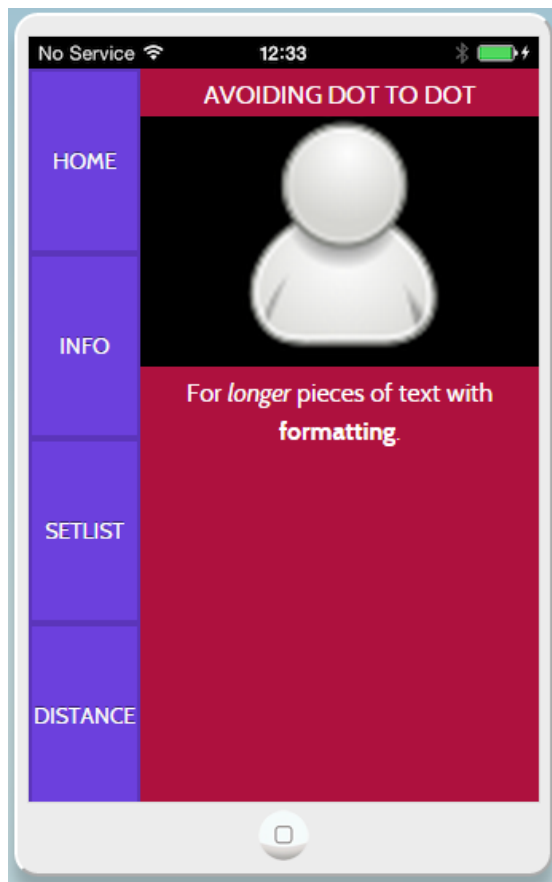 No Service 12:33
AVOIDING DOT TO DOT
HOME
INFO
SETLIST
DISTANCE
For longer pieces of text with
formatting.